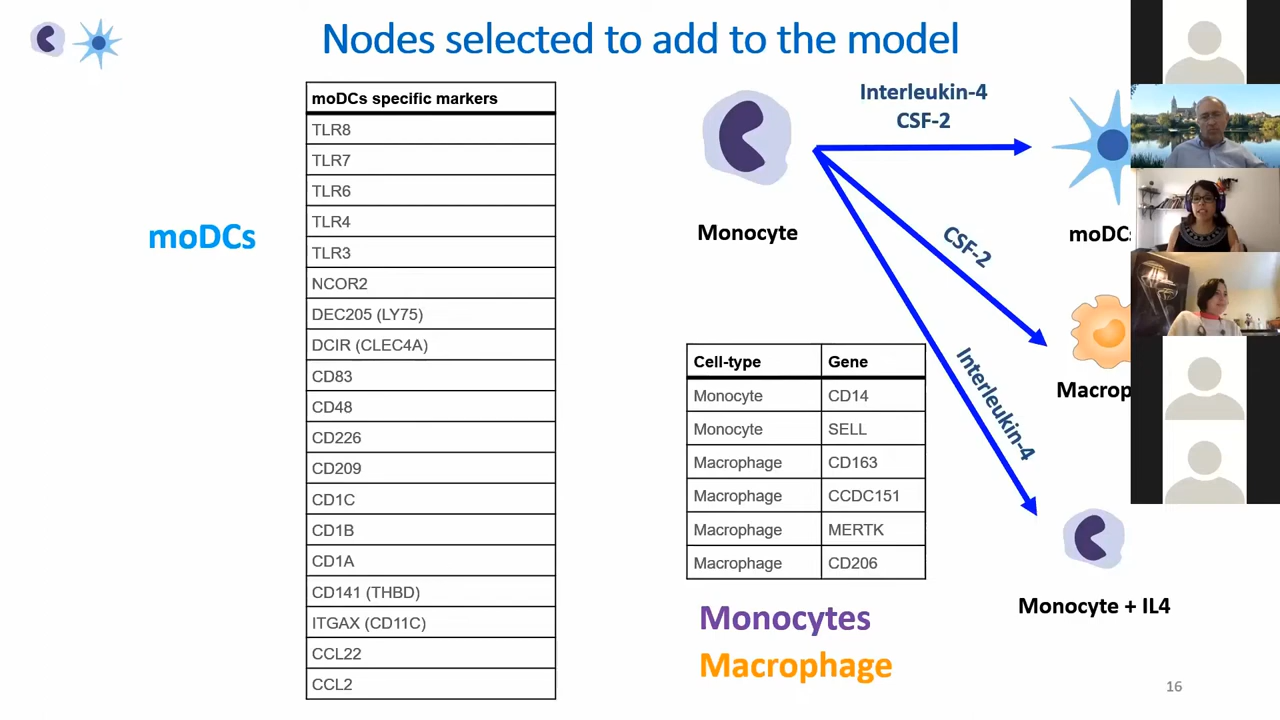 Nodes selected to add to the model
moDCs
moDCs specific markers
TLR8
TLR7
TLR6
TLR4
TLR3
NCOR2
DEC205 (LY75)
DCIR (CLEC4A)
CD83
CD48
CD226
CD209
CD1C
CD1B
CD1A
CD141 (THBD)
ITGAX (CD11C)
CCL22
CCL2
Interleukin-4
CSF-2
Monocyte
moDCs
CSF-2
Interleukin-4
Macrop
Monocyte + IL4
Cell-type Gene
Monocyte CD14
Monocyte SELL
Macrophage CD163
Macrophage CCDC151
Macrophage MERTK
Macrophage CD206
Monocytes
Macrophage
16